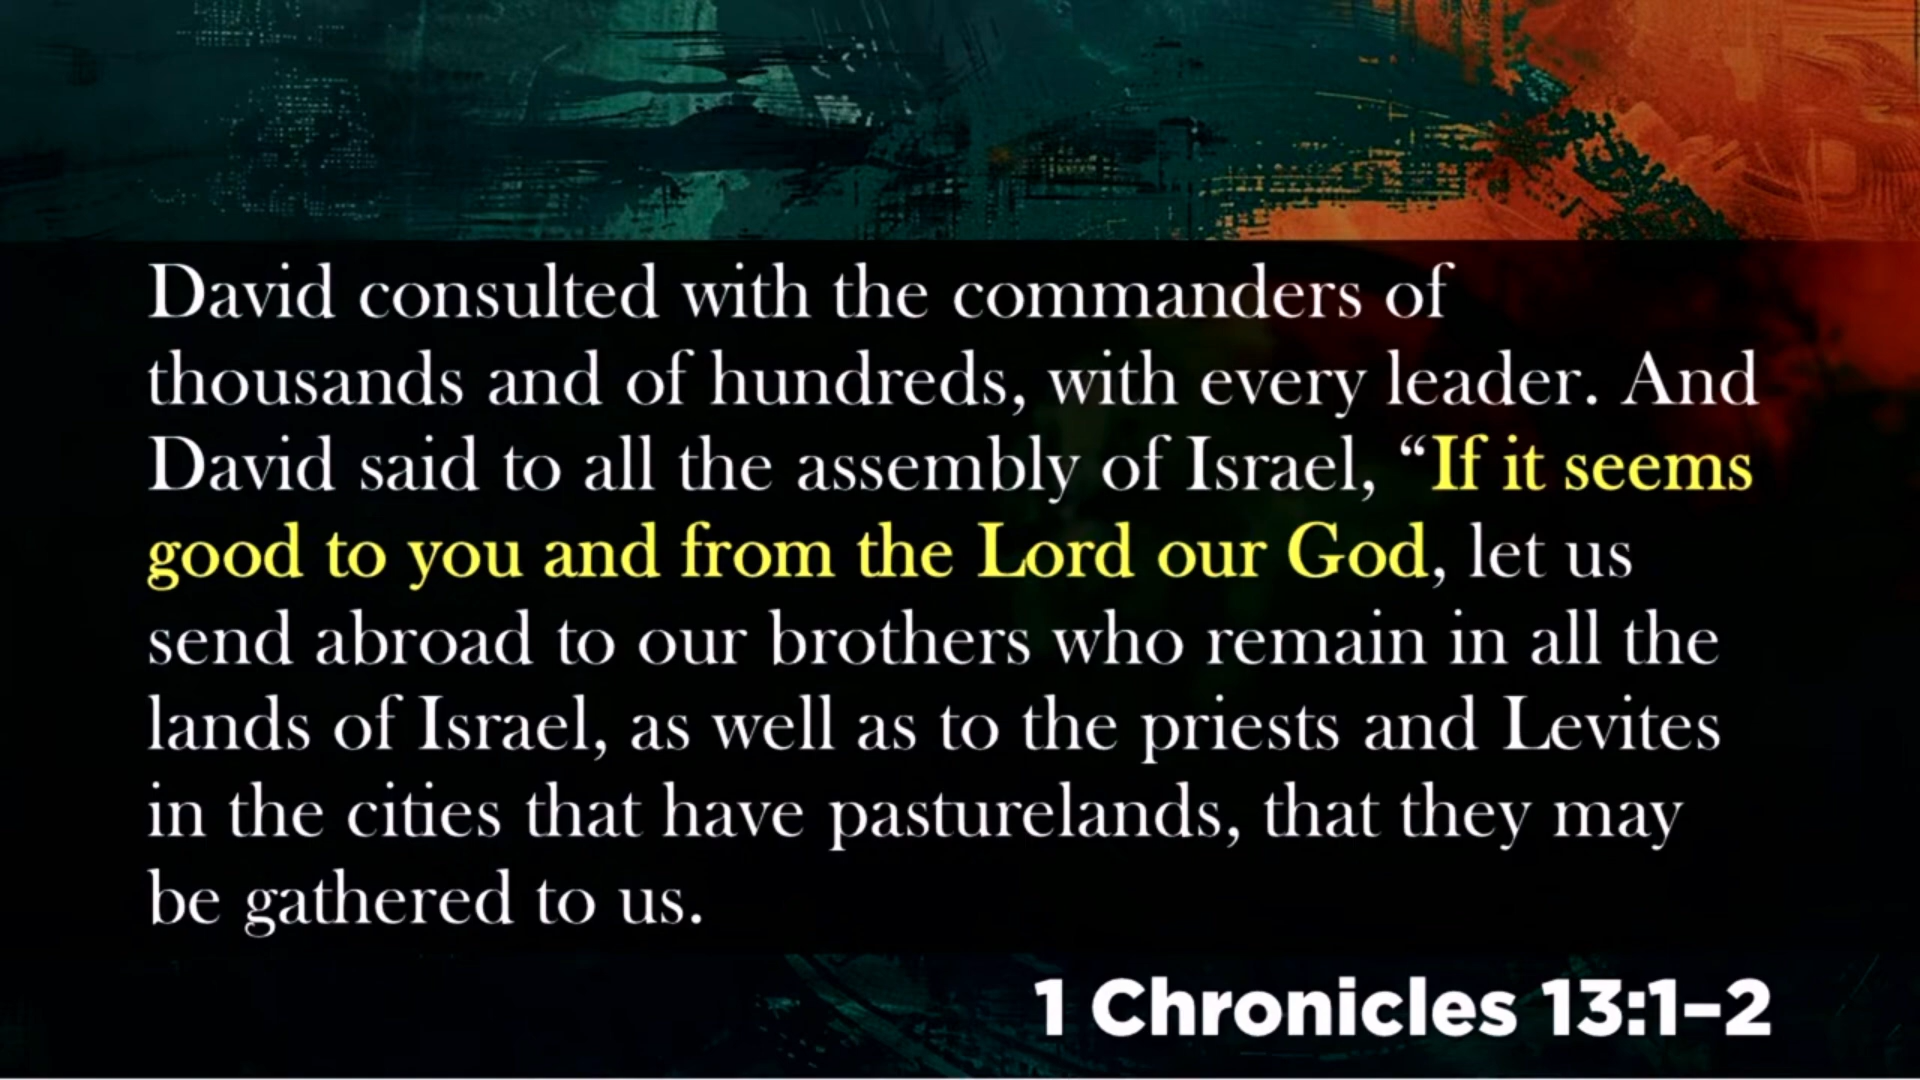 David consulted with the commanders of
thousands and of hundreds, with every leader. And
David said to all the assembly of Israel, “If it seems
good to you and from the Lord our God, let us
send abroad to our brothers who remain in all the
lands of Israel, as well as to the priests and Levites
in the cities that have pasturelands, that they may
be gathered to us.
1 Chronicles 13:1–2